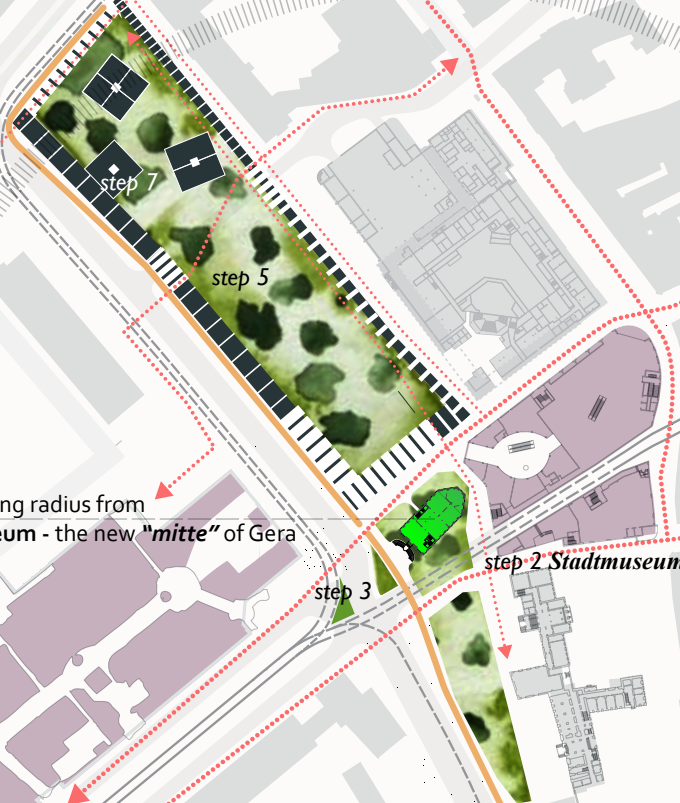 step 7
step 5
ng radius from
eum - the new "mitte" of Gera
step 2 Stadtmuseum
step 3